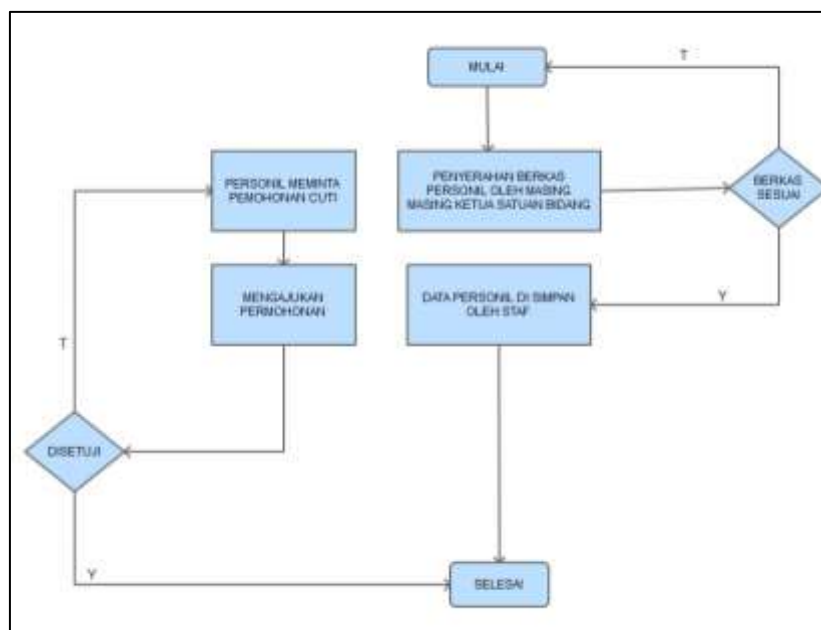 MULAI
T
PENYERAHAN BERKAS
PERSONIL OLEH MASING
MASING KETUA SATUAN BIDANG
BERKAS
SESUAI
PERSONIL MEMINTA
PEMOHONAN CUTI
MENGAJUKAN
PERMOHONAN
DATA PERSONIL DI SIMPAN
OLEH STAF
Y
T
DISETUJI
Y
SELESAI